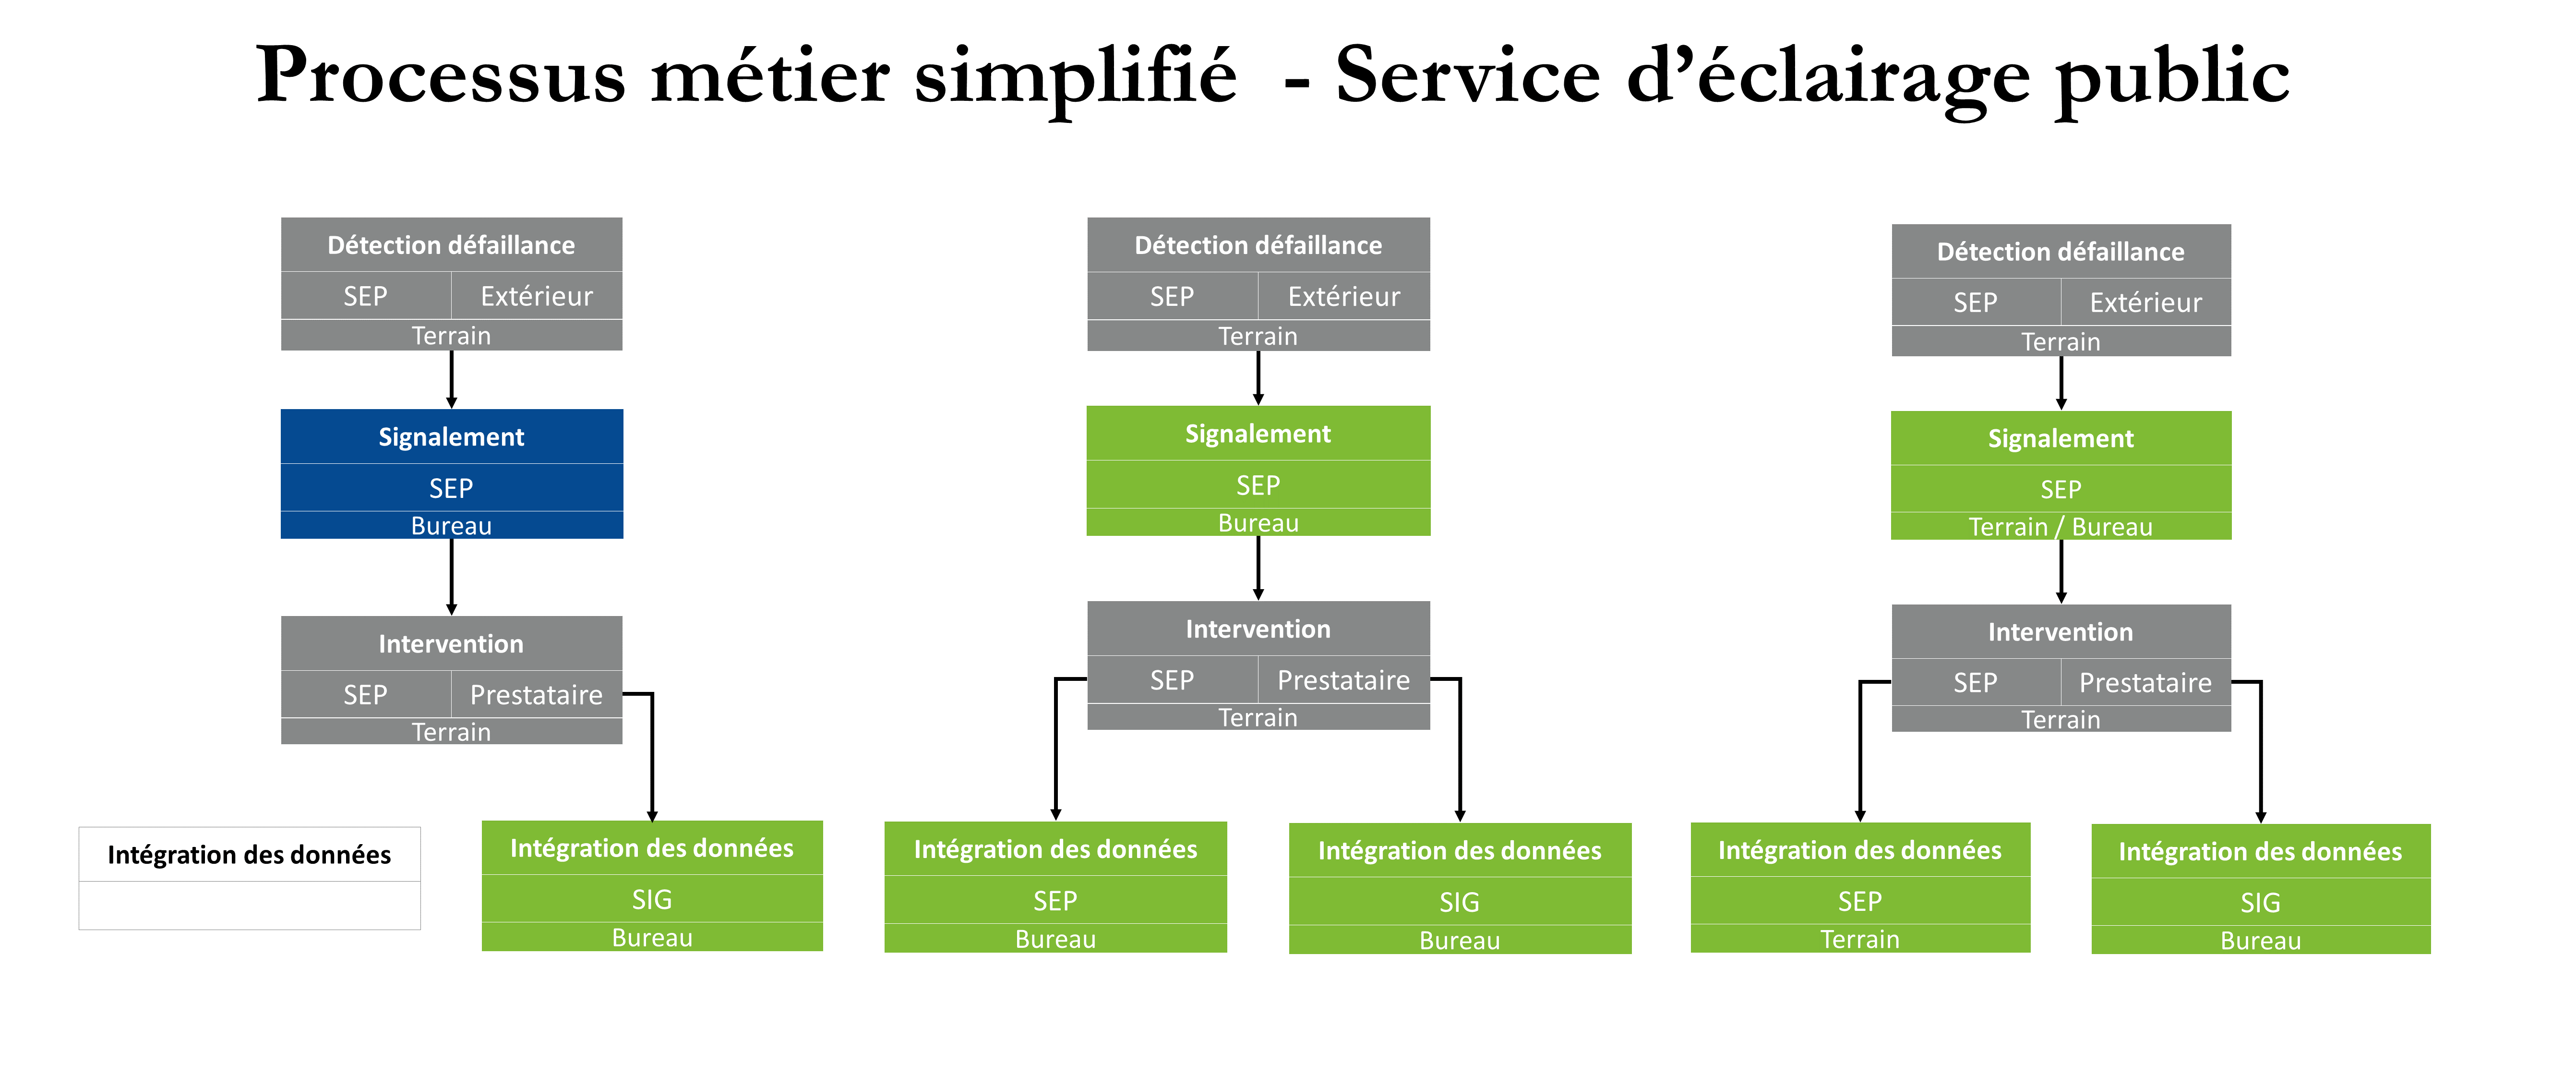 Processus métier simplifié - Service d’éclairage public
Détection défaillance
SEP Extérieur
Terrain
Signalement
SEP
Bureau
Intervention
SEP Prestataire
Terrain
Intégration des données
Intégration des données
SIG
Bureau
Détection défaillance
SEP Extérieur
Terrain
Signalement
SEP
Bureau
Intervention
SEP Prestataire
Terrain
Intégration des données
SEP
Bureau
Intégration des données
SIG
Bureau
Détection défaillance
SEP Extérieur
Terrain
Signalement
SEP
Terrain / Bureau
Intervention
SEP Prestataire
Terrain
Intégration des données
SEP
Terrain
Intégration des données
SIG
Bureau